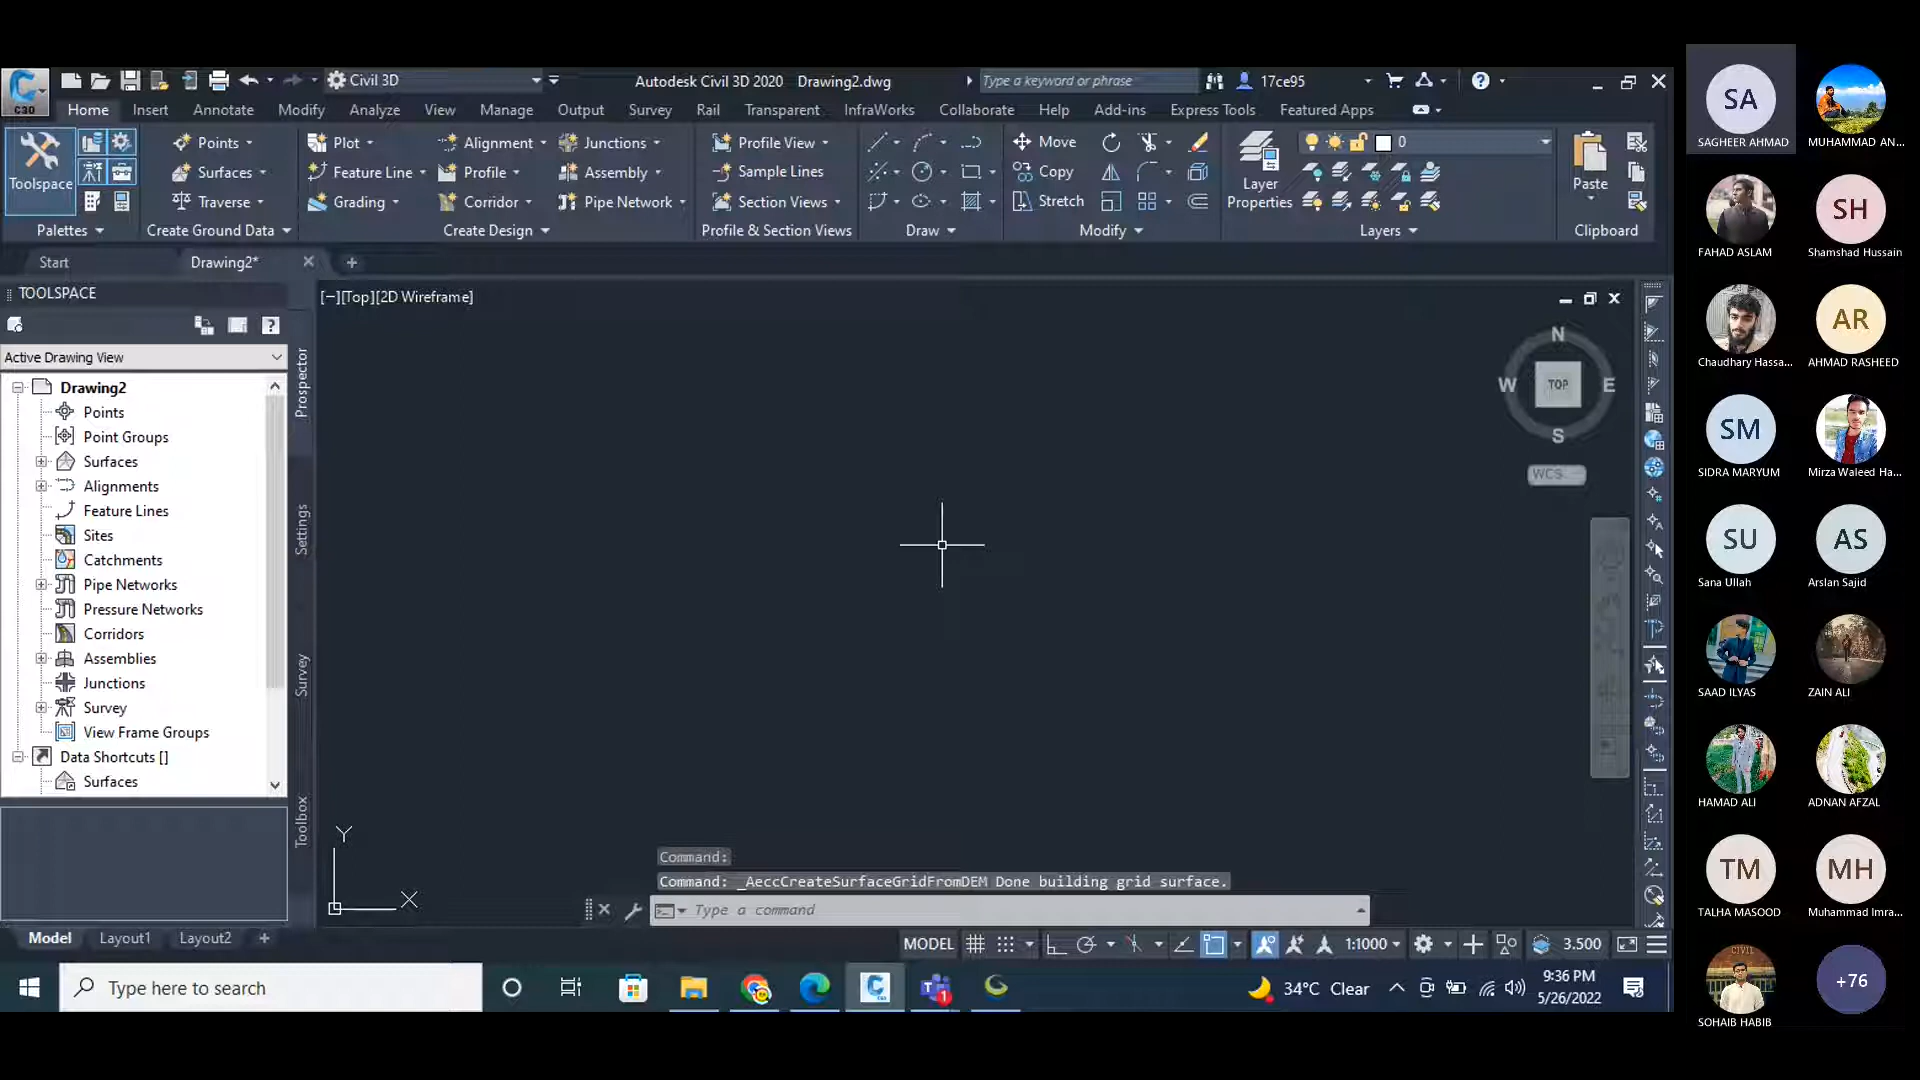 Civil 3D
Autodesk Civil 3D 2020 Drawing2.dwg
Type a keyword or phrase
17ce95
C3D
Home Insert Annotate Modify Analyze View Manage Output Survey Rail Transparent InfraWorks Collaborate Help Add-ins Express Tools Featured Apps
Toolspace
Points
Surfaces
Traverse
Plot
Feature Line
Grading
Alignment
Profile
Corridor
Junctions
Assembly
Pipe Network
Profile View
Sample Lines
Section Views
Move
Copy
Stretch
Layer
Properties
0
Paste
Palettes Create Ground Data Create Design Profile & Section Views Draw Modify Layers Clipboard
Start Drawing2*
TOOLSPACE
Active Drawing View
Drawing2
Points
Point Groups
Surfaces
Alignments
Feature Lines
Sites
Catchments
Pipe Networks
Pressure Networks
Corridors
Assemblies
Junctions
Survey
View Frame Groups
Data Shortcuts []
Surfaces
Prospector
Settings
Survey
Toolbox
[−][Top][2D Wireframe]
N
W TOP E
S
WCS
Y
X
Command:
Command: _AeccCreateSurfaceGridFromDEM Done building grid surface.
Type a command
Model Layout1 Layout2 +
MODEL 1:1000 3.500
Type here to search
34°C Clear
9:36 PM
5/26/2022
1
SA
SAGHEER AHMAD
MUHAMMAD AN...
FAHAD ASLAM
SH
Shamshad Hussain
Chaudhary Hassa...
AR
AHMAD RASHEED
SM
SIDRA MARYUM
Mirza Waleed Ha...
SU
Sana Ullah
AS
Arslan Sajid
SAAD ILYAS
ZAIN ALI
HAMAD ALI
ADNAN AFZAL
TM
TALHA MASOOD
MH
Muhammad Imra...
CIVIL
SOHAIB HABIB
+76